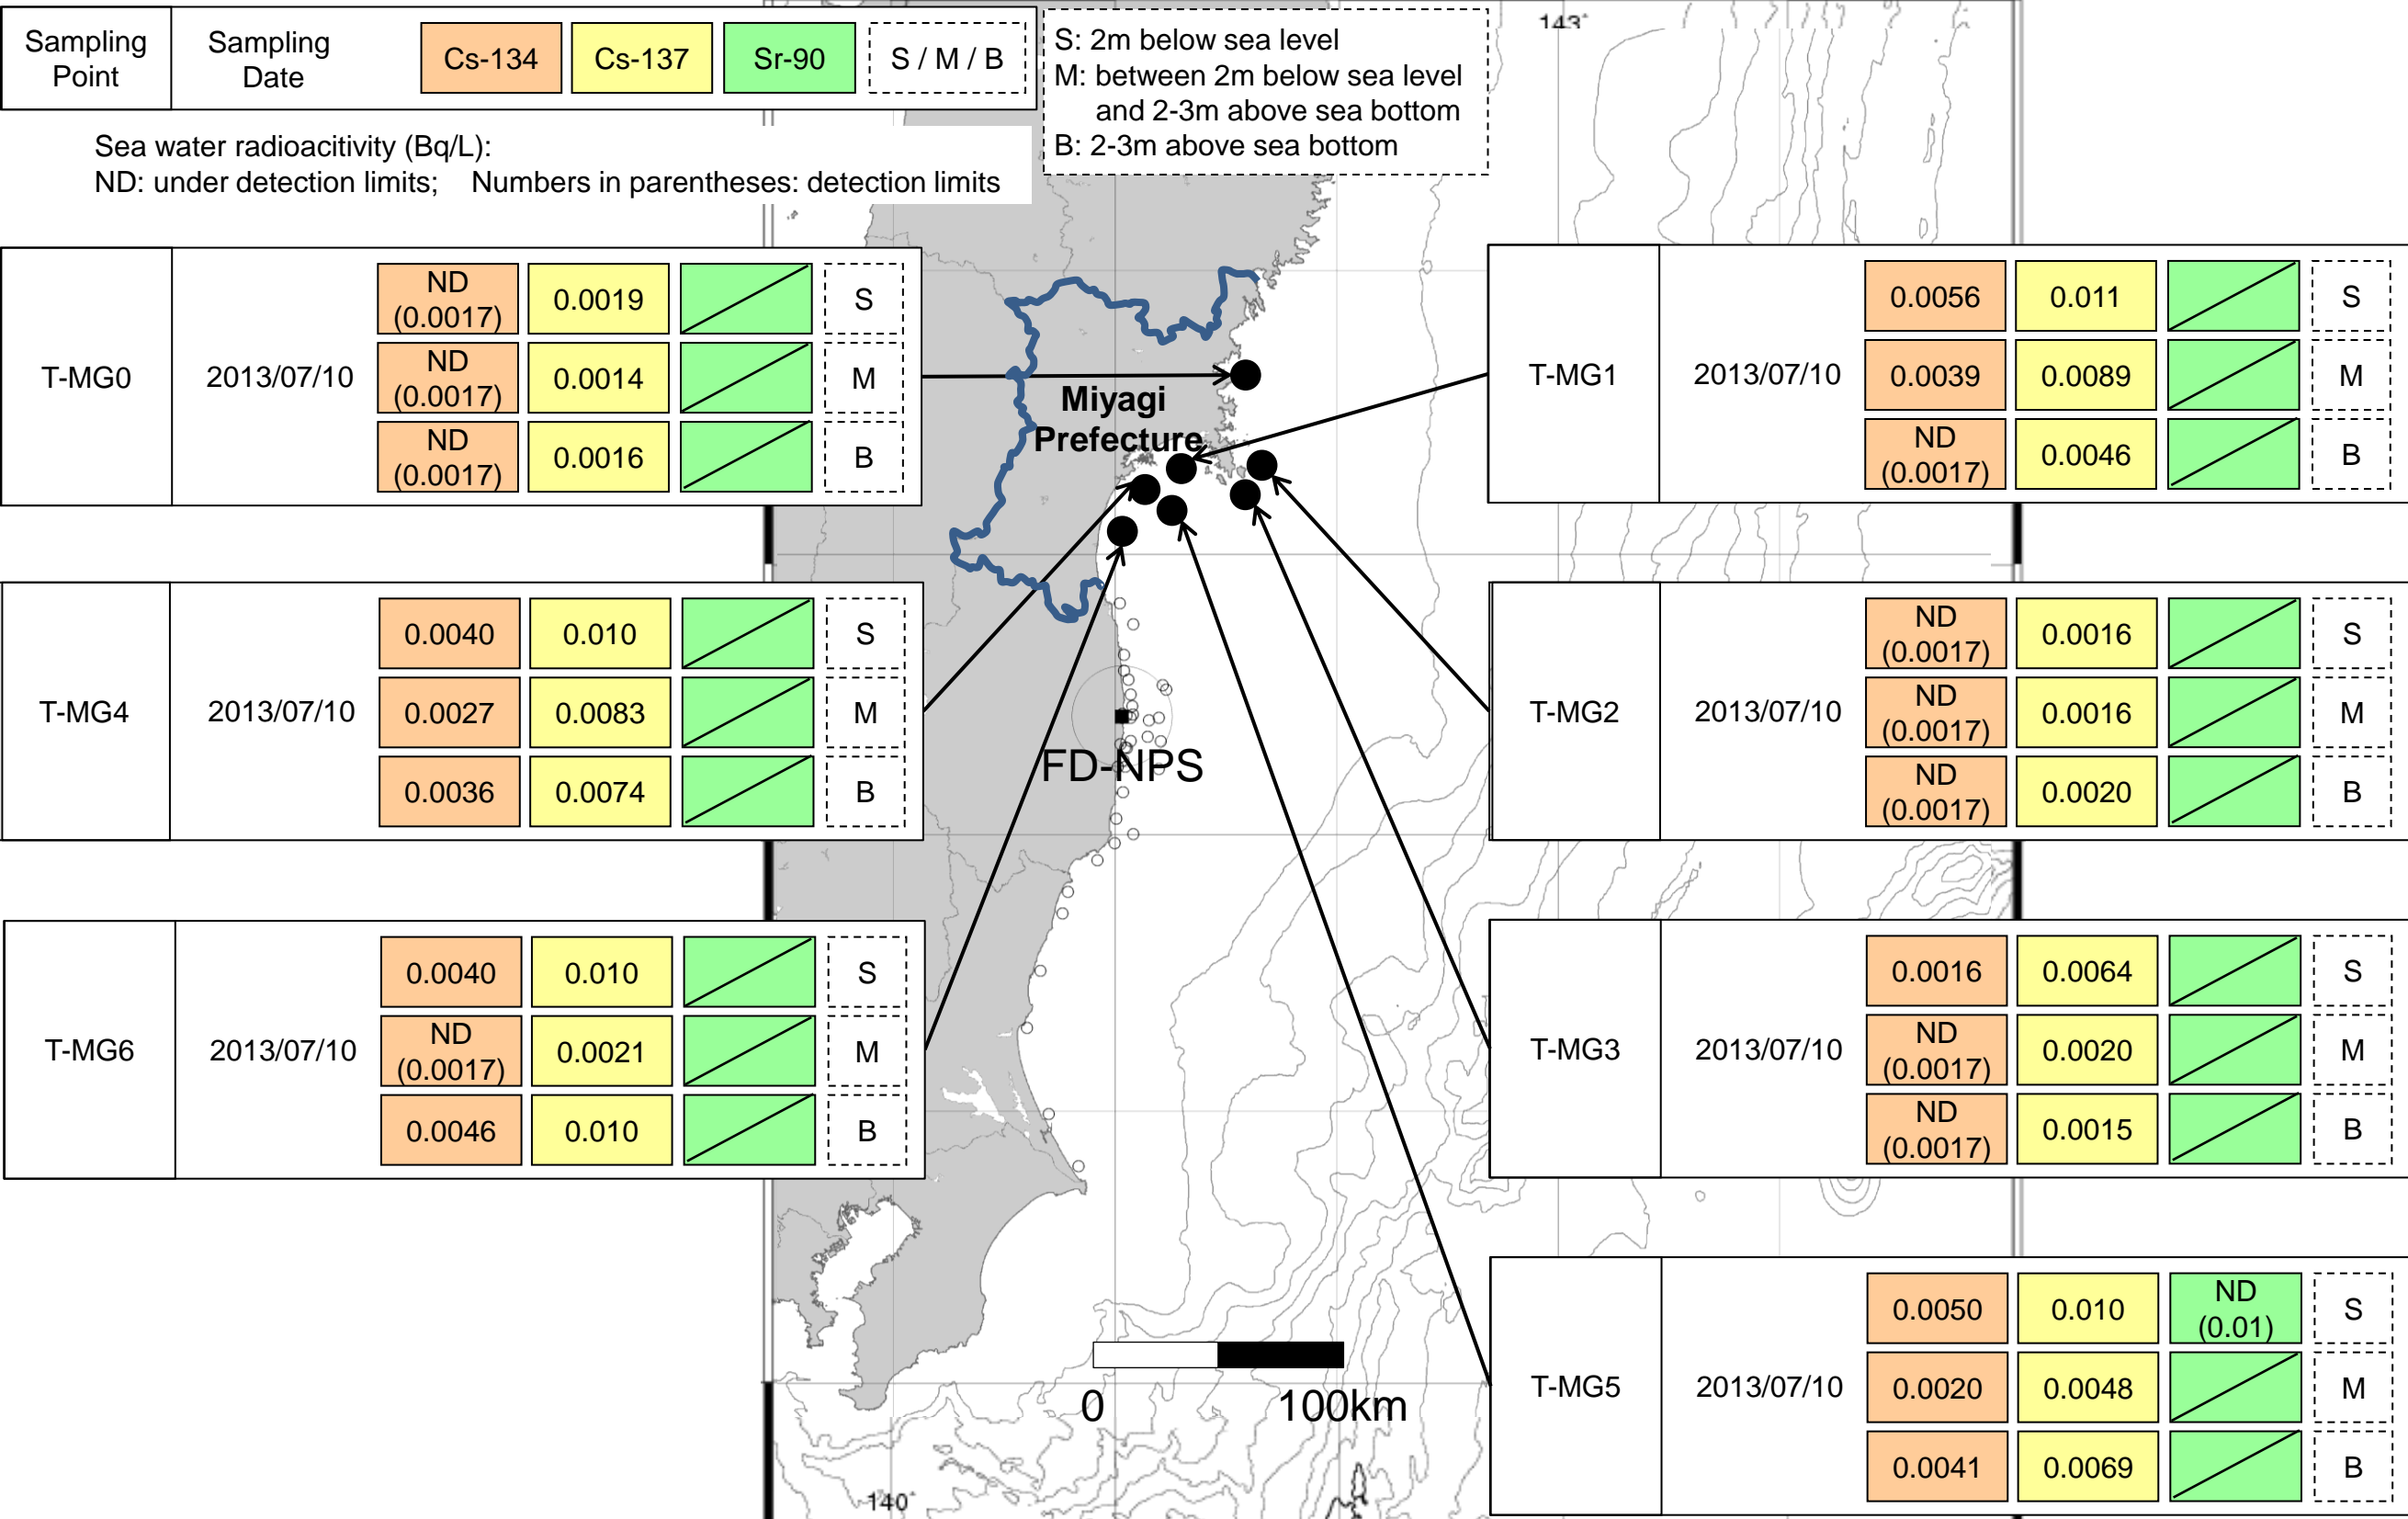 Sampling
Point
Sampling
Date
Cs-134
Cs-137
Sr-90
S / M / B
S: 2m below sea level
M: between 2m below sea level
and 2-3m above sea bottom
B: 2-3m above sea bottom
143°
Sea water radioacitivity (Bq/L):
ND: under detection limits; Numbers in parentheses: detection limits
T-MG0
2013/07/10
ND
(0.0017)
0.0019
S
ND
(0.0017)
0.0014
M
ND
(0.0017)
0.0016
B
T-MG1
2013/07/10
0.0056
0.011
S
0.0039
0.0089
M
ND
(0.0017)
0.0046
B
Miyagi
Prefecture
T-MG4
2013/07/10
0.0040
0.010
S
0.0027
0.0083
M
0.0036
0.0074
B
T-MG2
2013/07/10
ND
(0.0017)
0.0016
S
ND
(0.0017)
0.0016
M
ND
(0.0017)
0.0020
B
FD-NPS
T-MG6
2013/07/10
0.0040
0.010
S
ND
(0.0017)
0.0021
M
0.0046
0.010
B
T-MG3
2013/07/10
0.0016
0.0064
S
ND
(0.0017)
0.0020
M
ND
(0.0017)
0.0015
B
T-MG5
2013/07/10
0.0050
0.010
ND
(0.01)
S
0.0020
0.0048
M
0.0041
0.0069
B
0 100km
140°